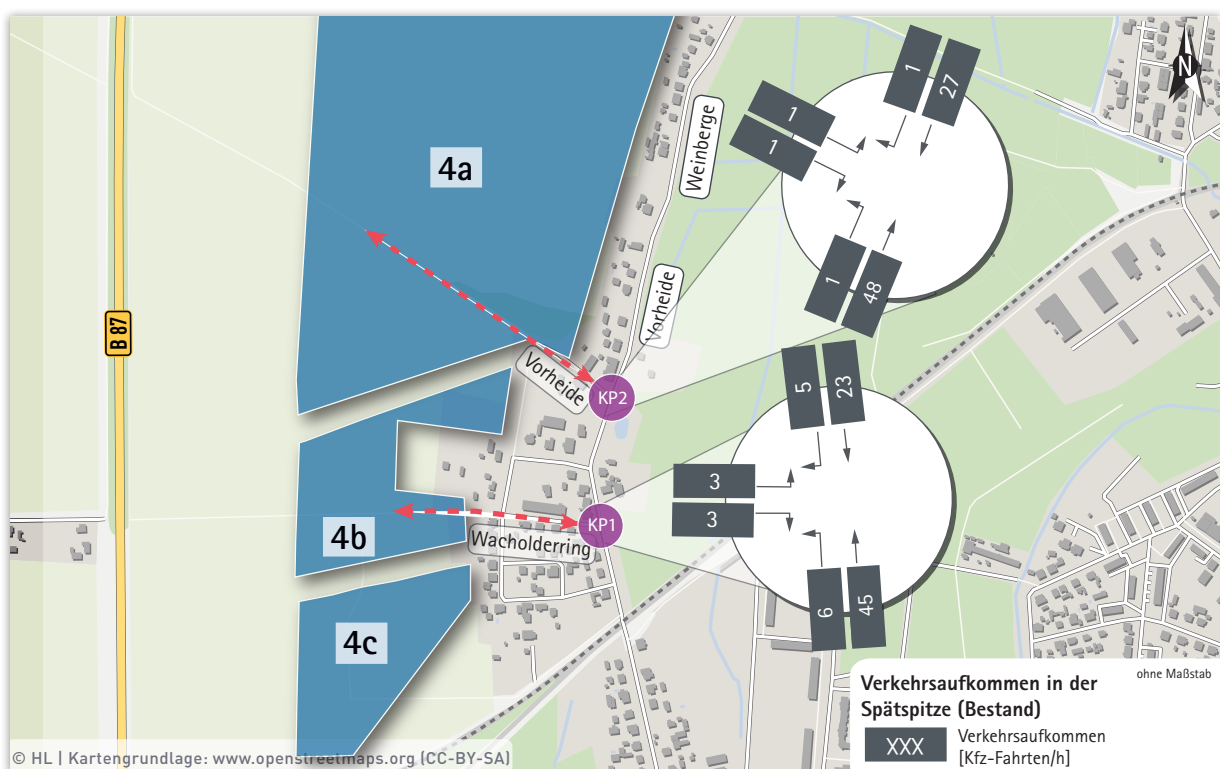 N
1
27
1
1
4a
Weinberge
1
48
Vorheide
B 87
Vorheide
KP2
5
23
3
3
KP1
4b
Wacholderring
6
45
4c
ohne Maßstab
Verkehrsaufkommen in der
Spätspitze (Bestand)
XXX
Verkehrsaufkommen
[Kfz-Fahrten/h]
© HL | Kartengrundlage: www.openstreetmaps.org (CC-BY-SA)